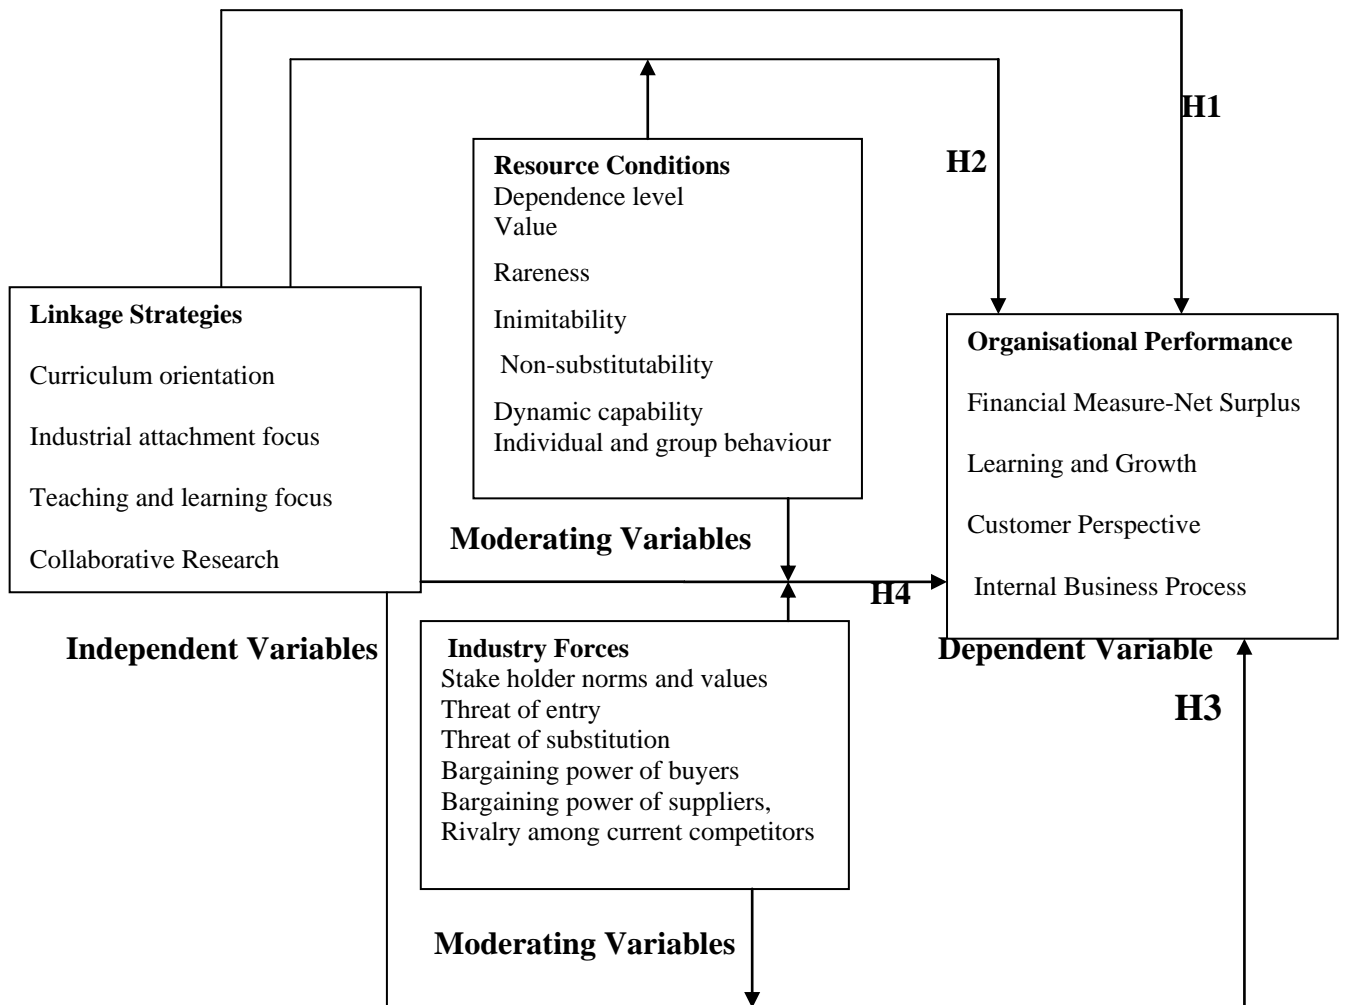 H1
H2
Resource Conditions
Dependence level
Value
Rareness
Inimitability
Non-substitutability
Dynamic capability
Individual and group behaviour
Moderating Variables
Linkage Strategies
Curriculum orientation
Industrial attachment focus
Teaching and learning focus
Collaborative Research
Independent Variables
Organisational Performance
Financial Measure-Net Surplus
Learning and Growth
Customer Perspective
Internal Business Process
Dependent Variable
H4
H3
Industry Forces
Stake holder norms and values
Threat of entry
Threat of substitution
Bargaining power of buyers
Bargaining power of suppliers,
Rivalry among current competitors
Moderating Variables